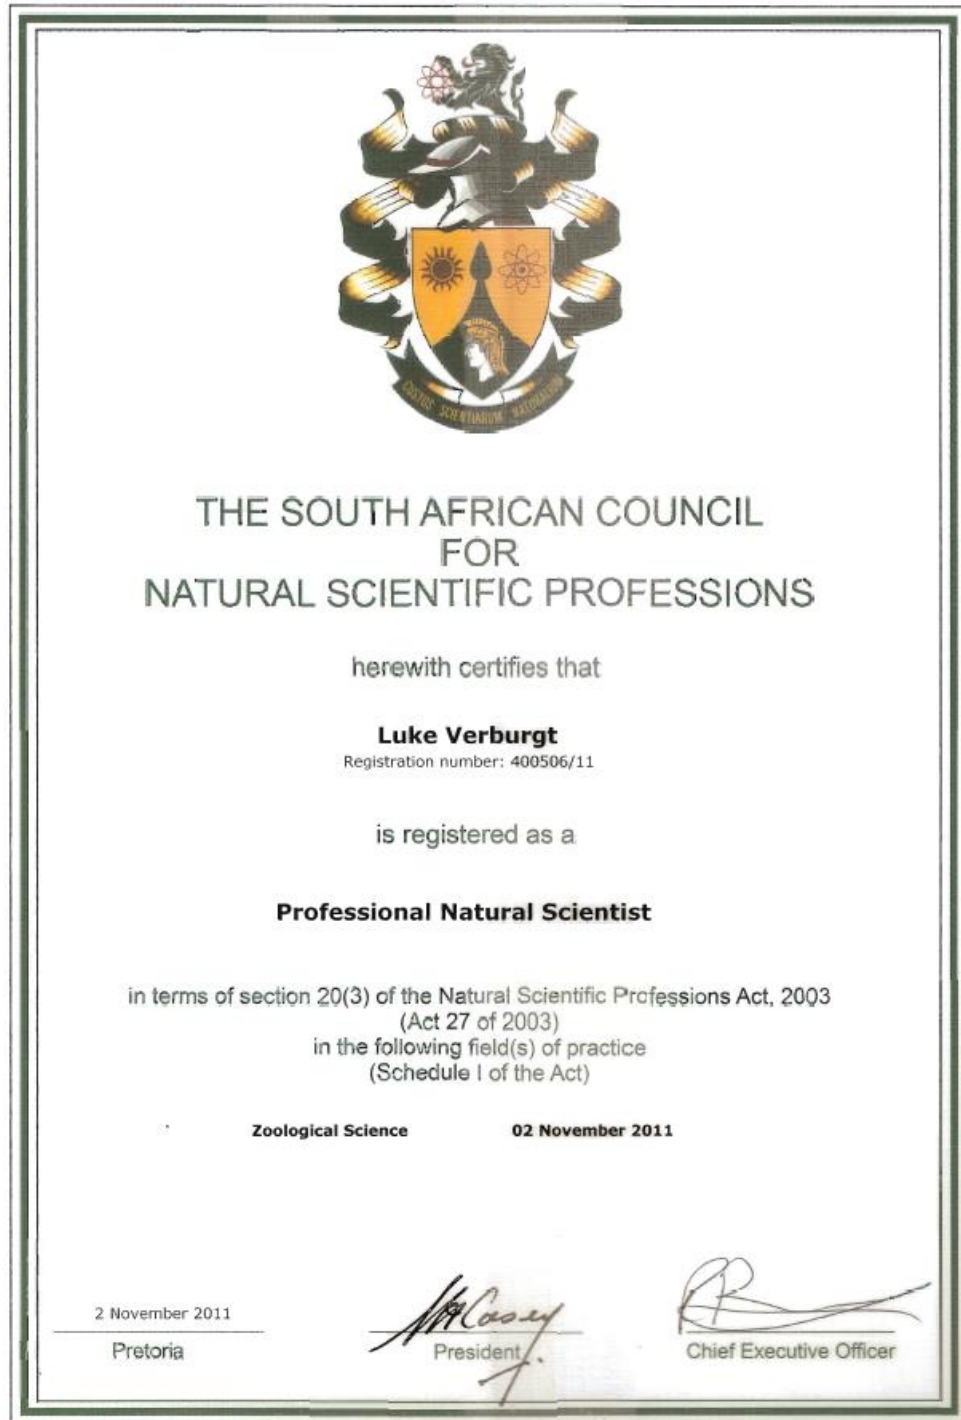 CUSTOS SCIENTIARUM NATURALIUM
THE SOUTH AFRICAN COUNCIL
FOR
NATURAL SCIENTIFIC PROFESSIONS
herewith certifies that
Luke Verburgt
Registration number: 400506/11
is registered as a
Professional Natural Scientist
in terms of section 20(3) of the Natural Scientific Professions Act, 2003
(Act 27 of 2003)
in the following field(s) of practice
(Schedule I of the Act)
Zoological Science 02 November 2011
2 November 2011
Pretoria
President
Chief Executive Officer